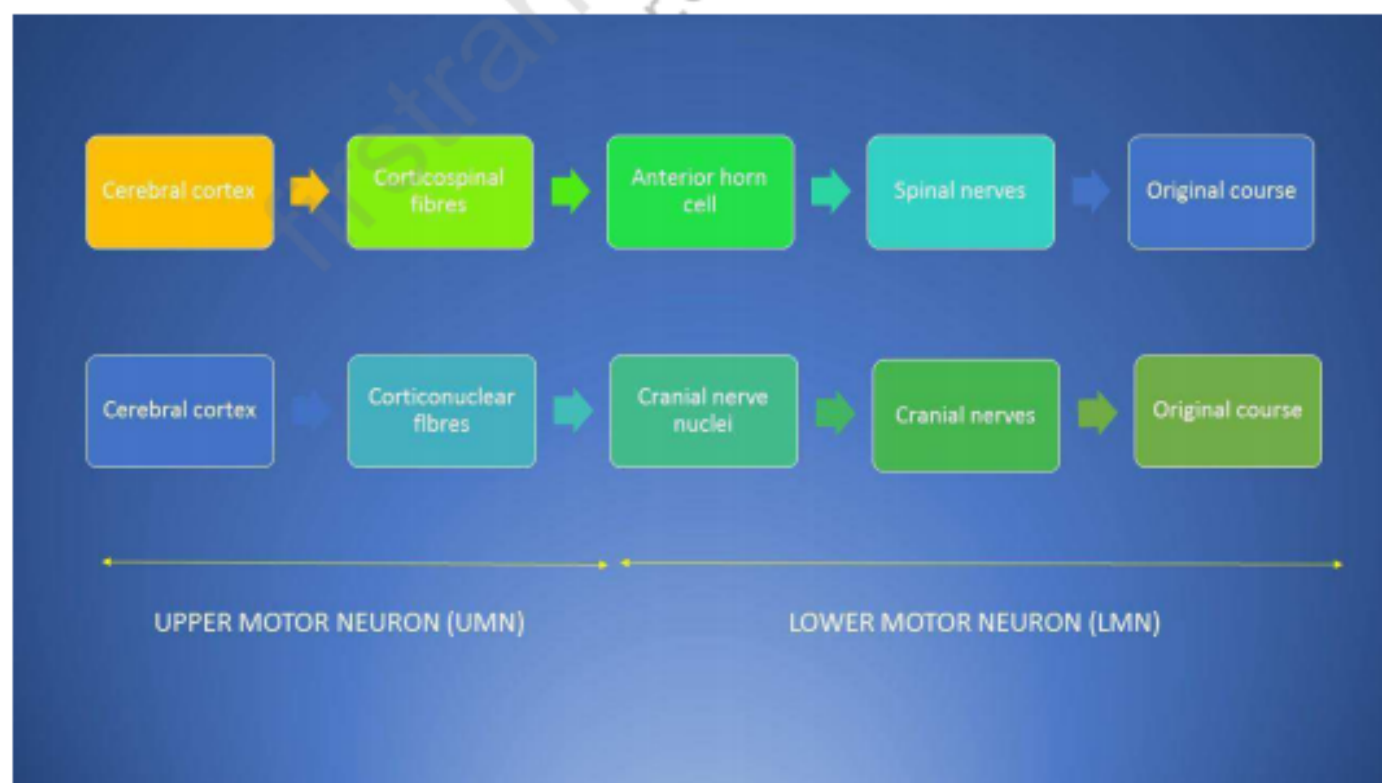 Cerebral cortex
Corticospinal
fibres
Anterior horn
cell
Spinal nerves
Original course
Cerebral cortex
Corticonuclear
fibres
Cranial nerve
nuclei
Cranial nerves
Original course
UPPER MOTOR NEURON (UMN)
LOWER MOTOR NEURON (LMN)